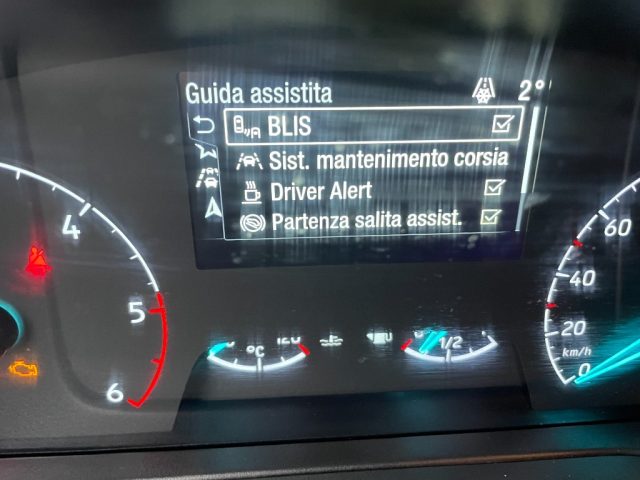 Guida assistita
2°
BLIS
Sist. mantenimento corsia
Driver Alert
Partenza salita assist.
4
5
6
°C
120
1/2
60
40
20
km/h
0